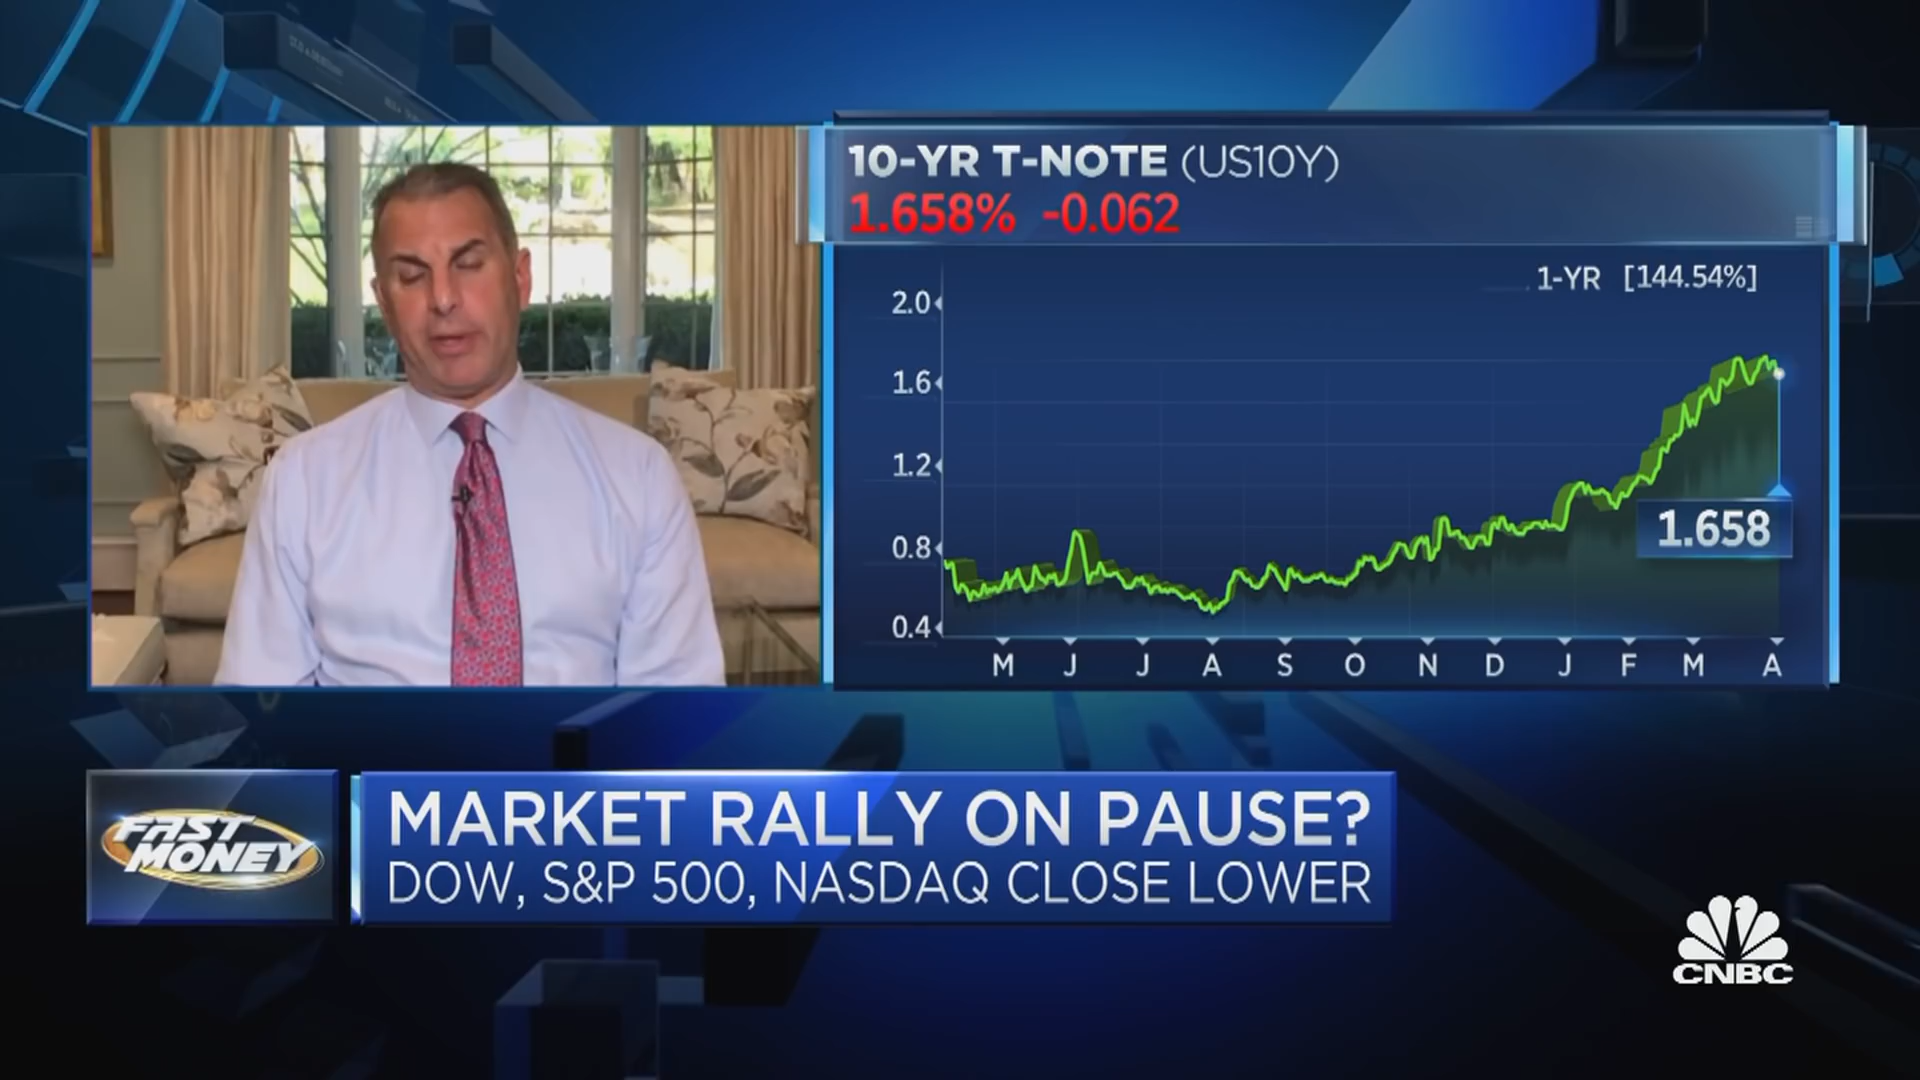 10-YR T-NOTE (US10Y)
1.658% -0.062
1-YR [144.54%]
2.0
1.6
1.2
0.8
0.4
1.658
M J J A S O N D J F M A
FAST
MONEY
MARKET RALLY ON PAUSE?
DOW, S&P 500, NASDAQ CLOSE LOWER
CNBC